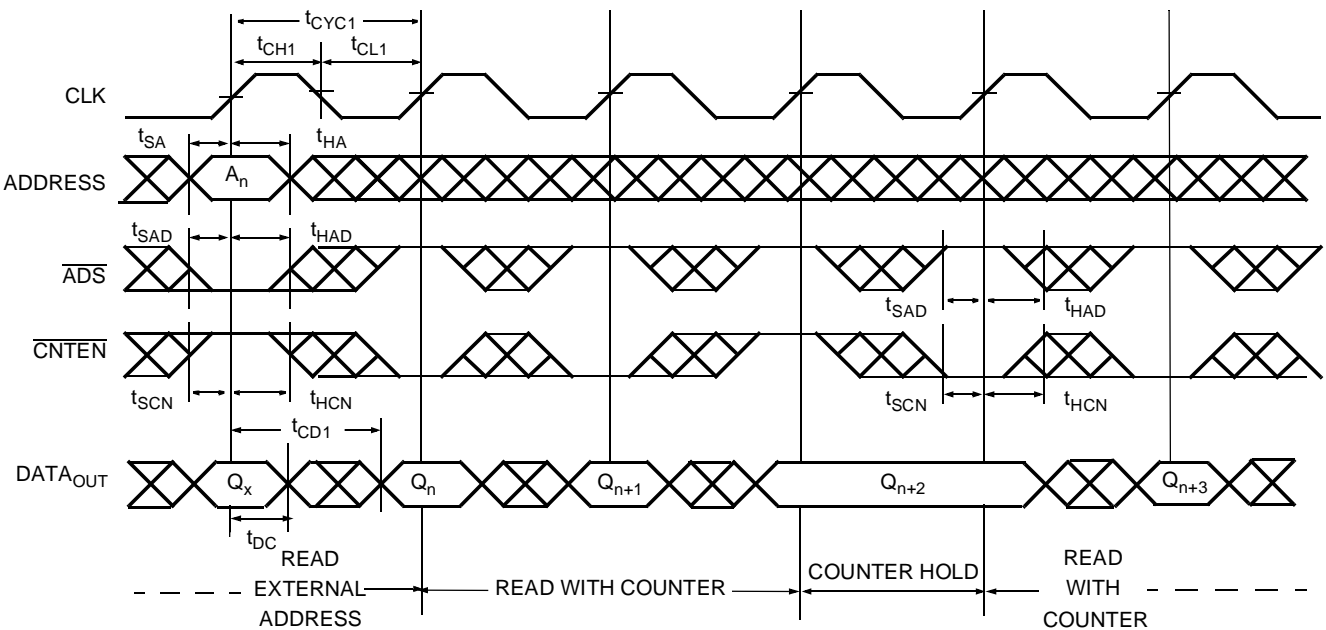 tCYC1
tCH1 tCL1
CLK
tSA tHA
ADDRESS An
tSAD tHAD
ADS
tSAD tHAD
CNTEN
tSCN tHCN tSCN tHCN
tCD1
DATAOUT Qx Qn Qn+1 Qn+2 Qn+3
tDC
READ EXTERNAL ADDRESS
READ WITH COUNTER
COUNTER HOLD
READ WITH COUNTER